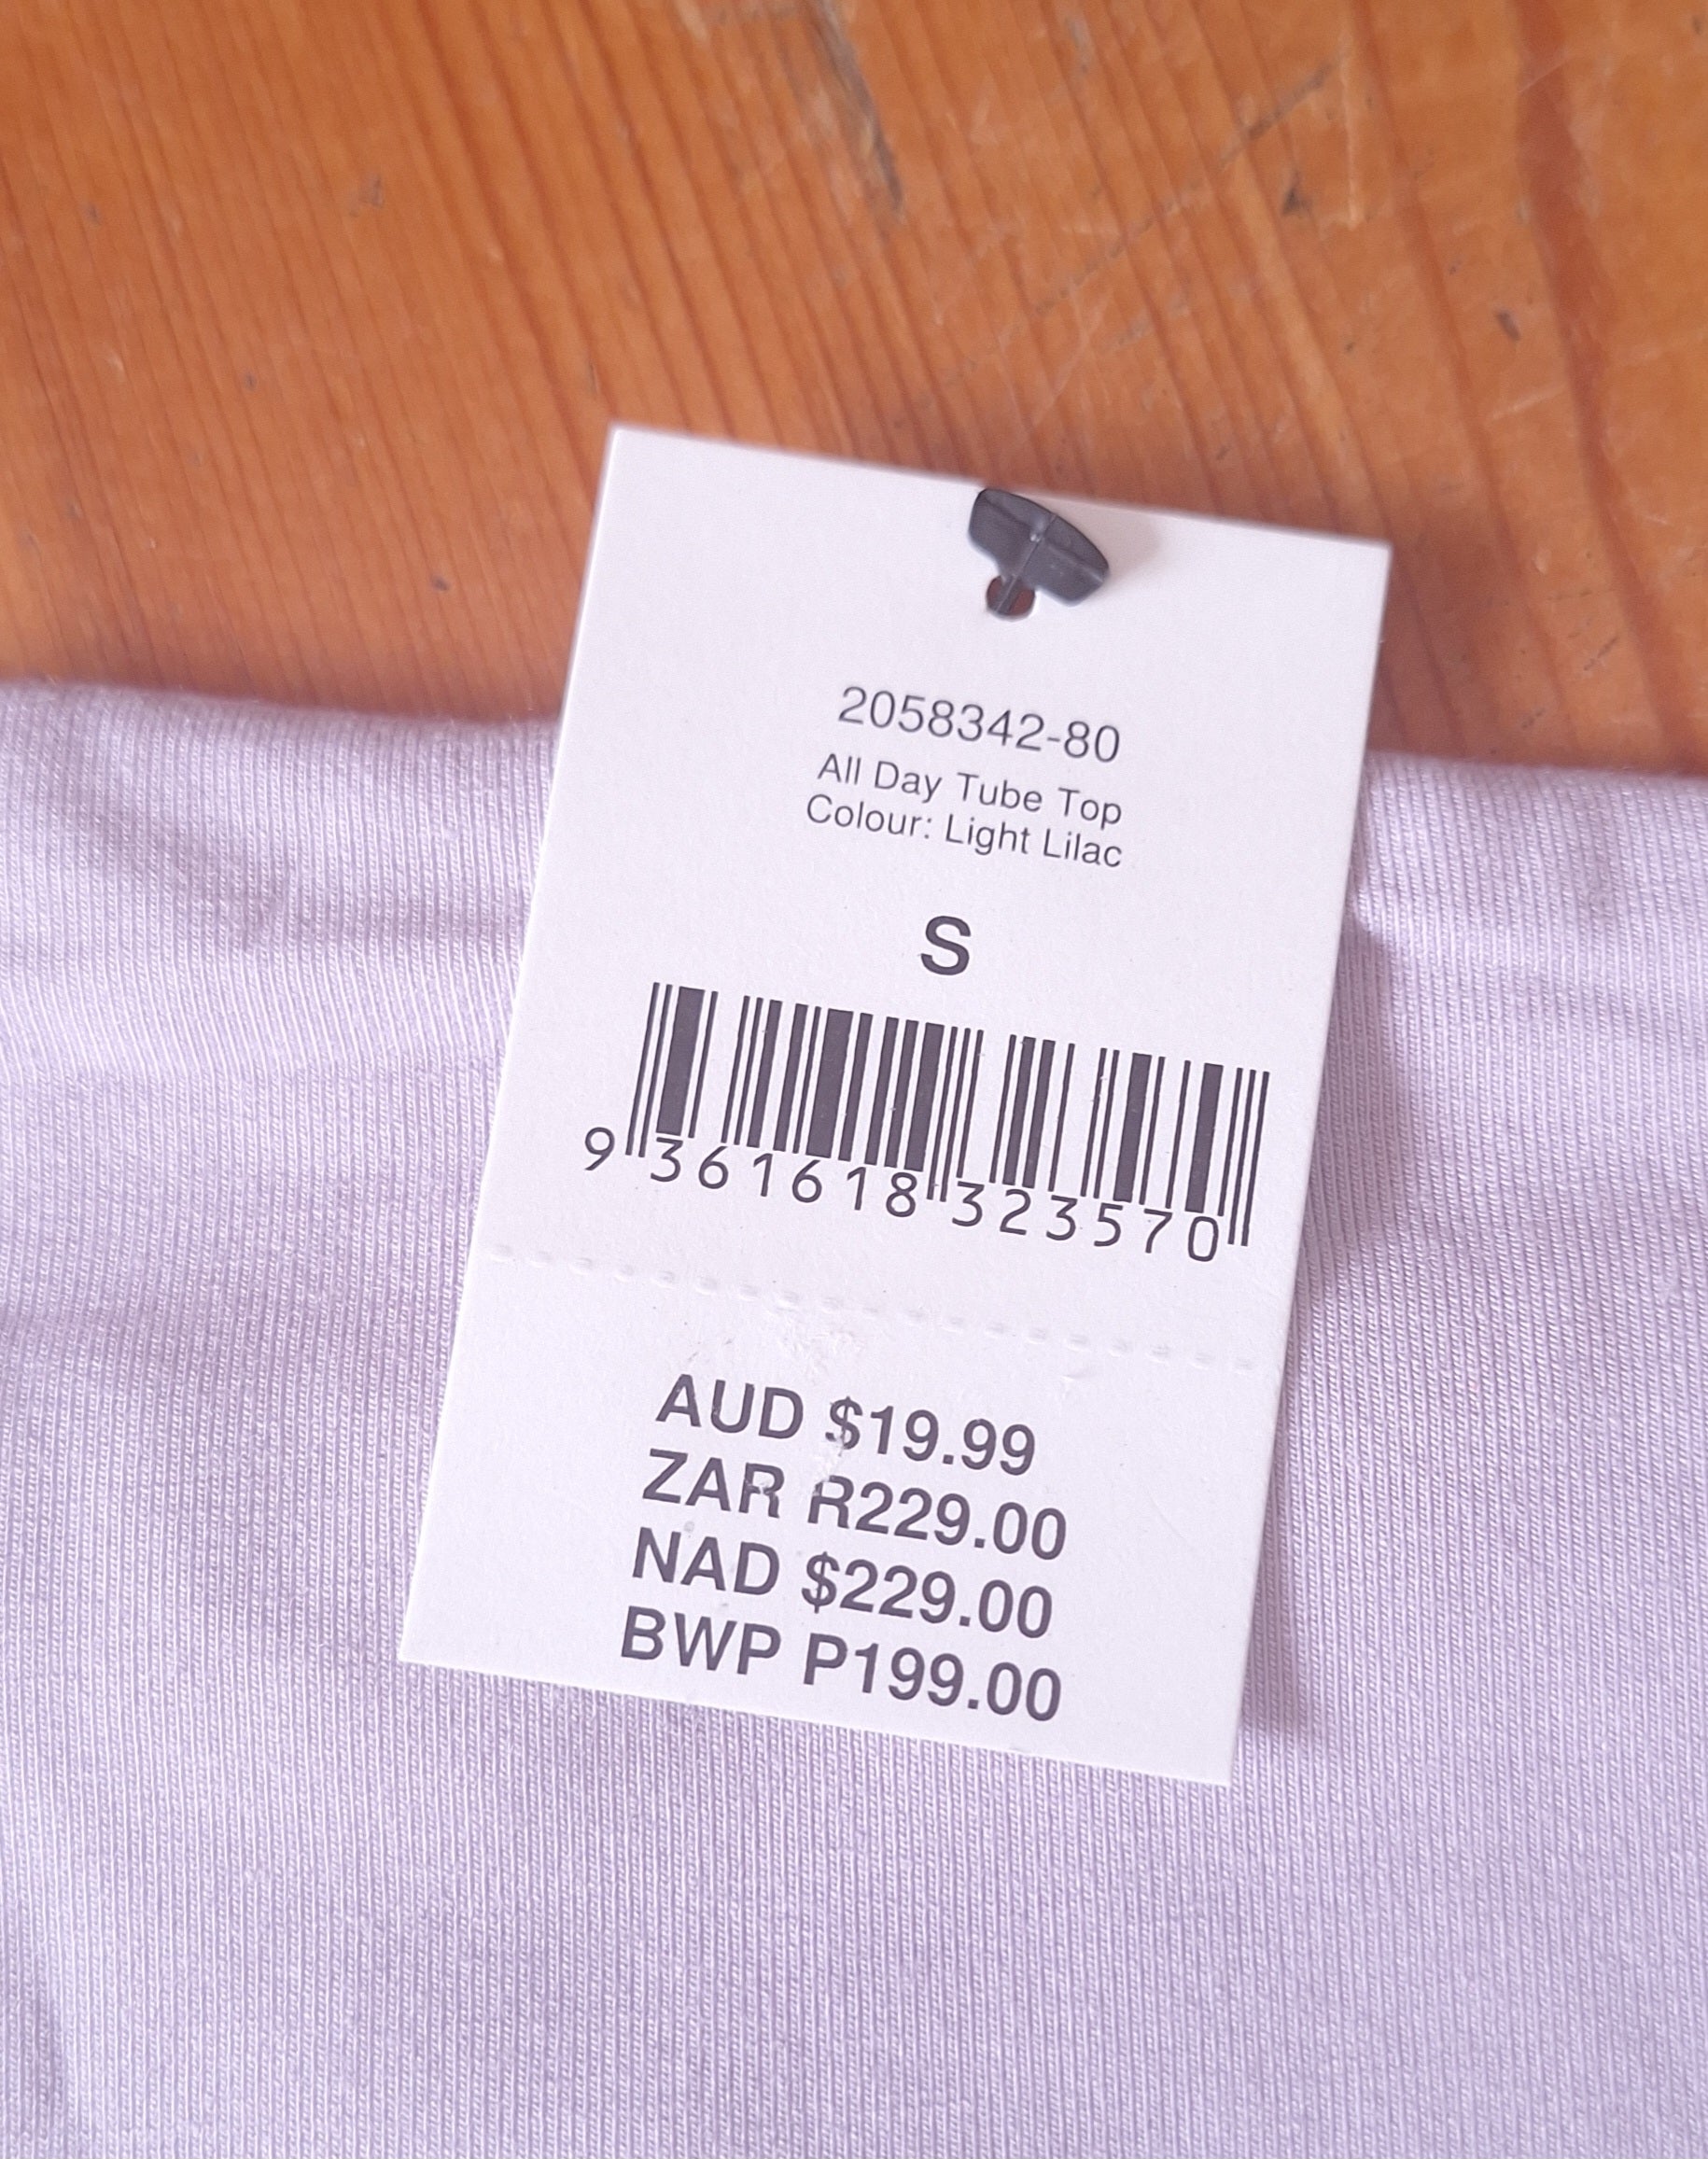 2058342-80
All Day Tube Top
Colour: Light Lilac
S
9 361618 323570
AUD $19.99
ZAR R229.00
NAD $229.00
BWP P199.00